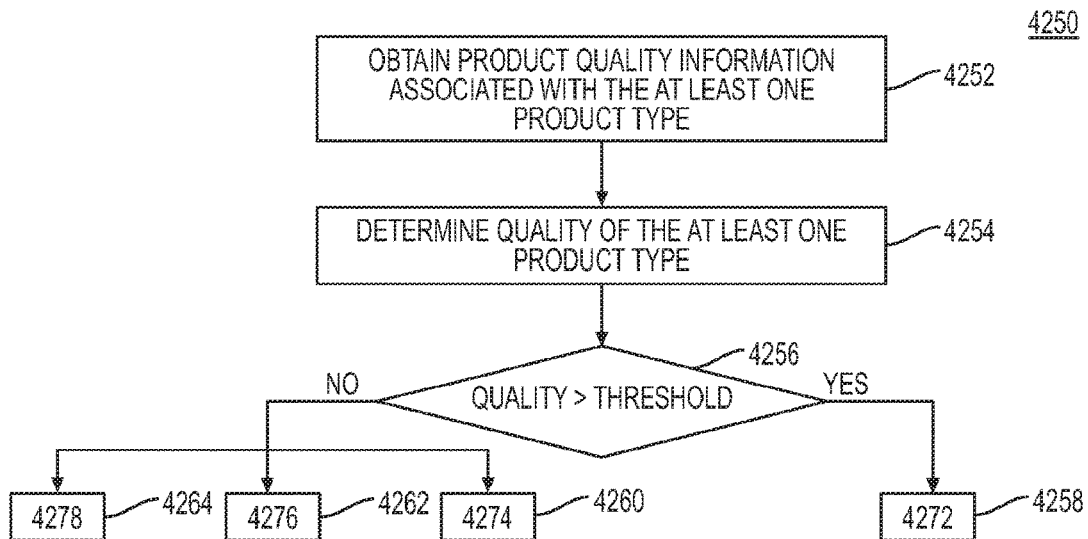 4250
OBTAIN PRODUCT QUALITY INFORMATION
ASSOCIATED WITH THE AT LEAST ONE
PRODUCT TYPE
4252
DETERMINE QUALITY OF THE AT LEAST ONE
PRODUCT TYPE
4254
4256
NO
QUALITY > THRESHOLD
YES
4278
4264
4276
4262
4274
4260
4272
4258